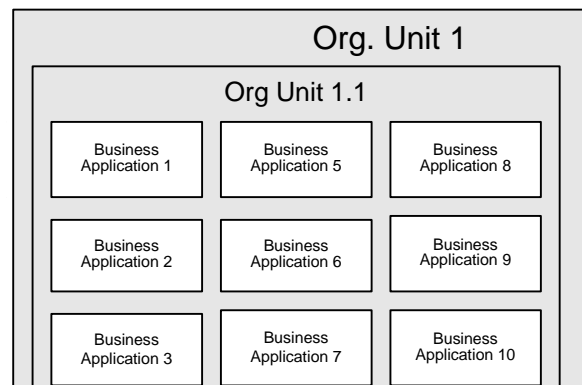 Org. Unit 1
Org Unit 1.1
Business
Application 1
Business
Application 5
Business
Application 8
Business
Application 2
Business
Application 6
Business
Application 9
Business
Application 3
Business
Application 7
Business
Application 10